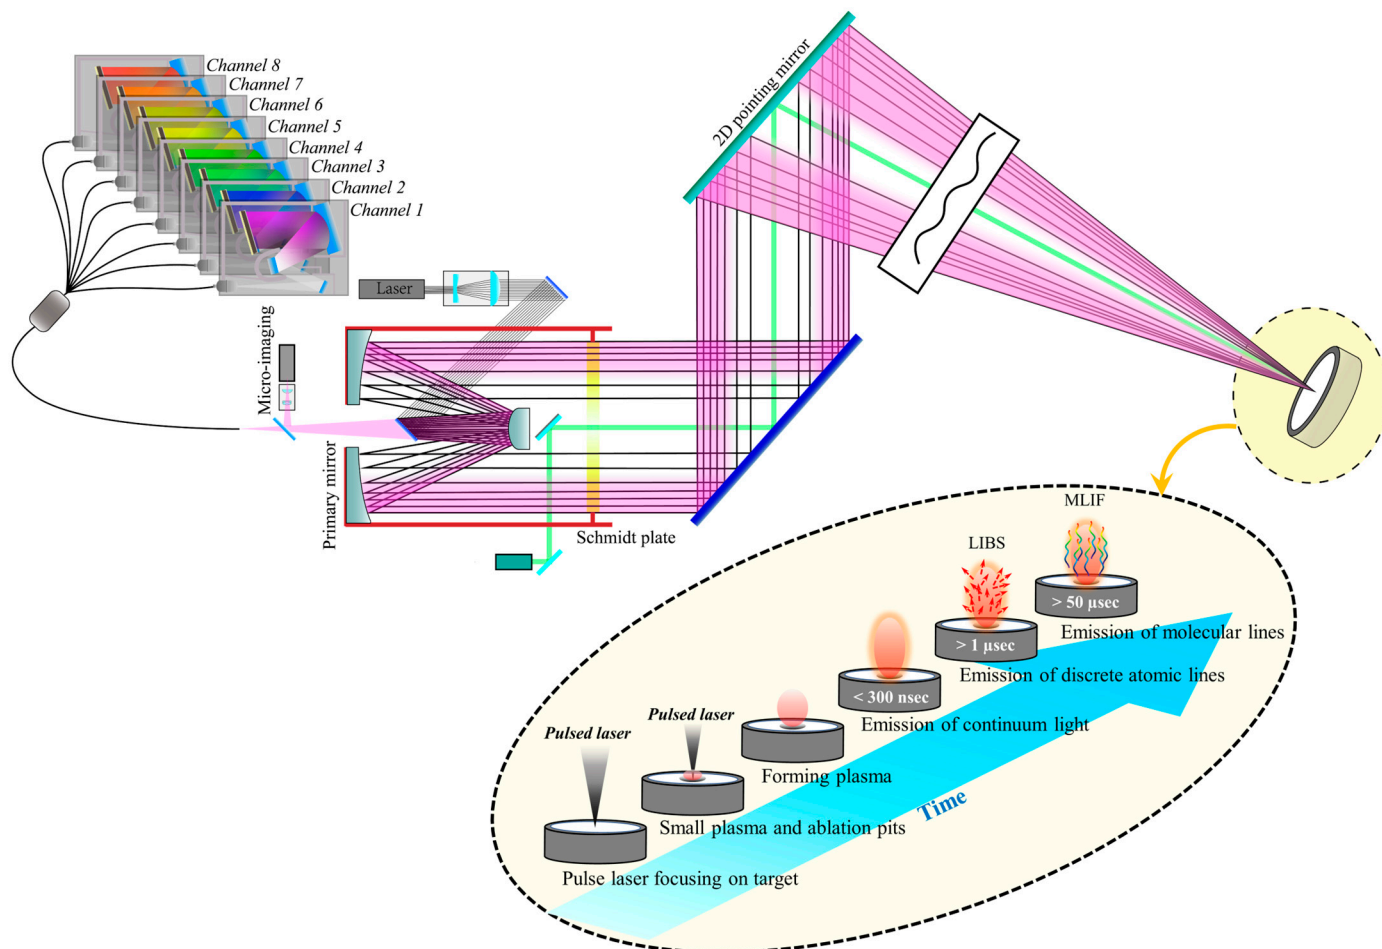 Channel 8
Channel 7
Channel 6
Channel 5
Channel 4
Channel 3
Channel 2
Channel 1
2D pointing mirror
Laser
Micro-imaging
Primary mirror
Schmidt plate
MLIF
> 50 μsec
Emission of molecular lines
LIBS
> 1 μsec
Emission of discrete atomic lines
< 300 nsec
Emission of continuum light
Forming plasma
Pulsed laser
Small plasma and ablation pits
Pulsed laser
Pulse laser focusing on target
Time